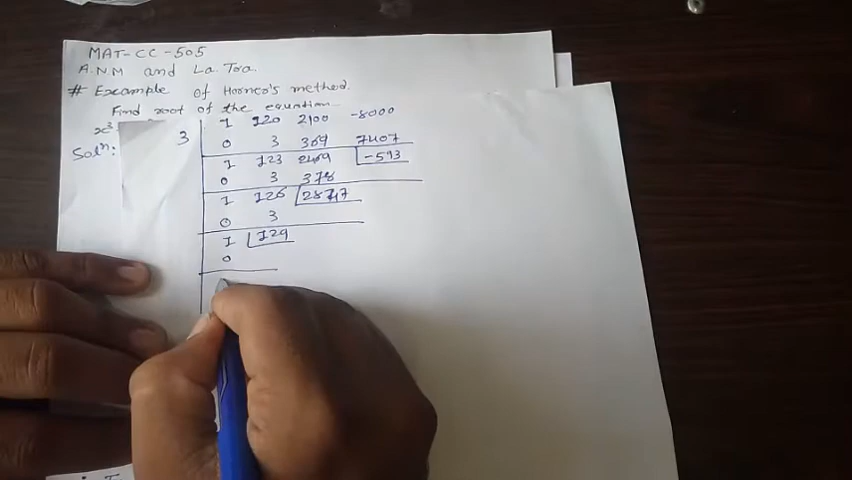 MAT-CC-505
A.N.M and La. Tra.
# Example of Horner's method.
Find root of the equation
x³
Solⁿ: 3
1 120 2100 -8000
0 3 369 7407
1 123 2469 -593
0 3 378
1 126 2847
0 3
1 129
0